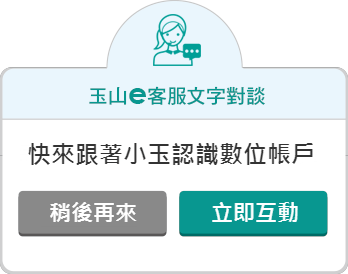 玉山e客服文字對談
快來跟著小玉認識數位帳戶
稍後再來
立即互動